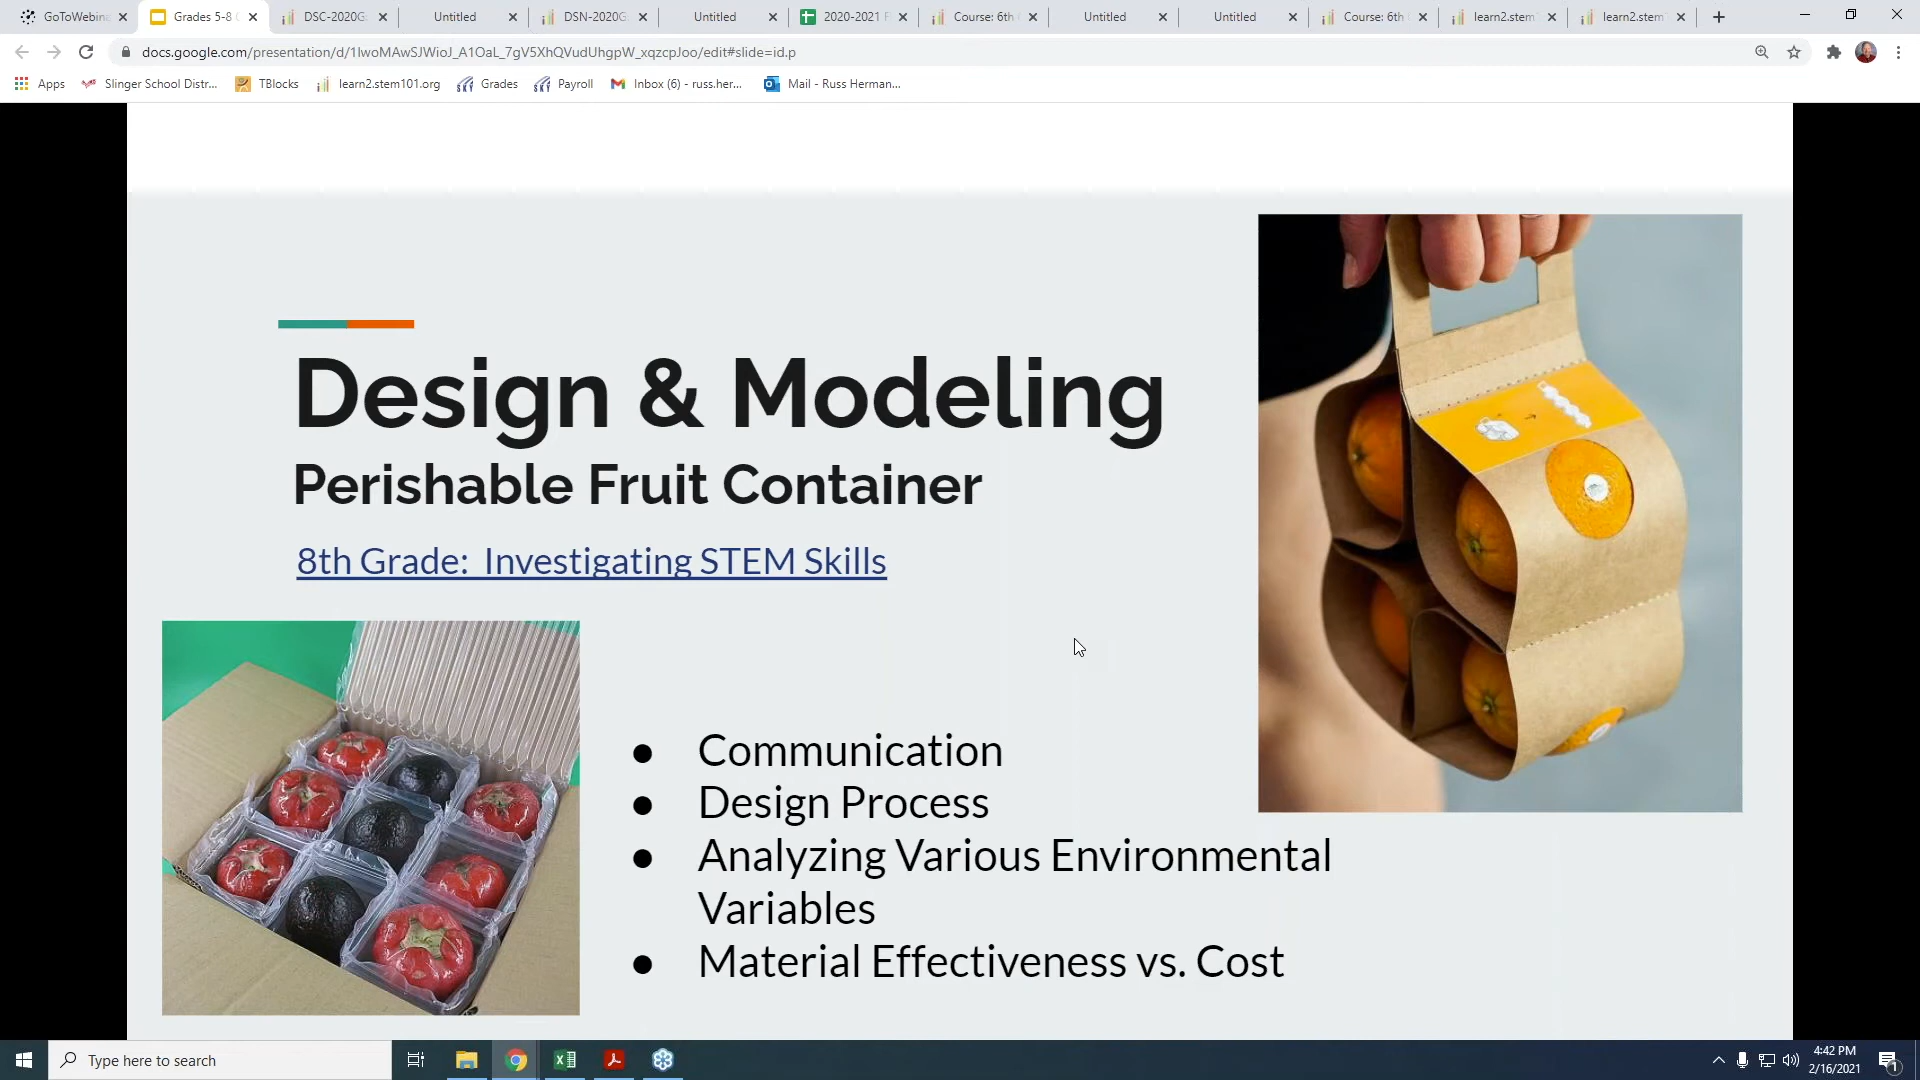 GoToWebin
Grades 5-8
DSC-2020G
Untitled
DSN-2020G
Untitled
2020-2021 F
Course: 6th
Untitled
Untitled
Course: 6th
learn2.stem
learn2.stem
docs.google.com/presentation/d/1IwoMAwSJWioJ_A1OaL_7gV5XhQVudUhgpW_xqzcpJoo/edit#slide=id.p
Apps
Slinger School Distr...
TBlocks
learn2.stem101.org
Grades
Payroll
Inbox (6) - russ.her...
Mail - Russ Herman...
Design & Modeling
Perishable Fruit Container
8th Grade:  Investigating STEM Skills
● Communication
● Design Process
● Analyzing Various Environmental
Variables
● Material Effectiveness vs. Cost
Type here to search
4:42 PM
2/16/2021
1